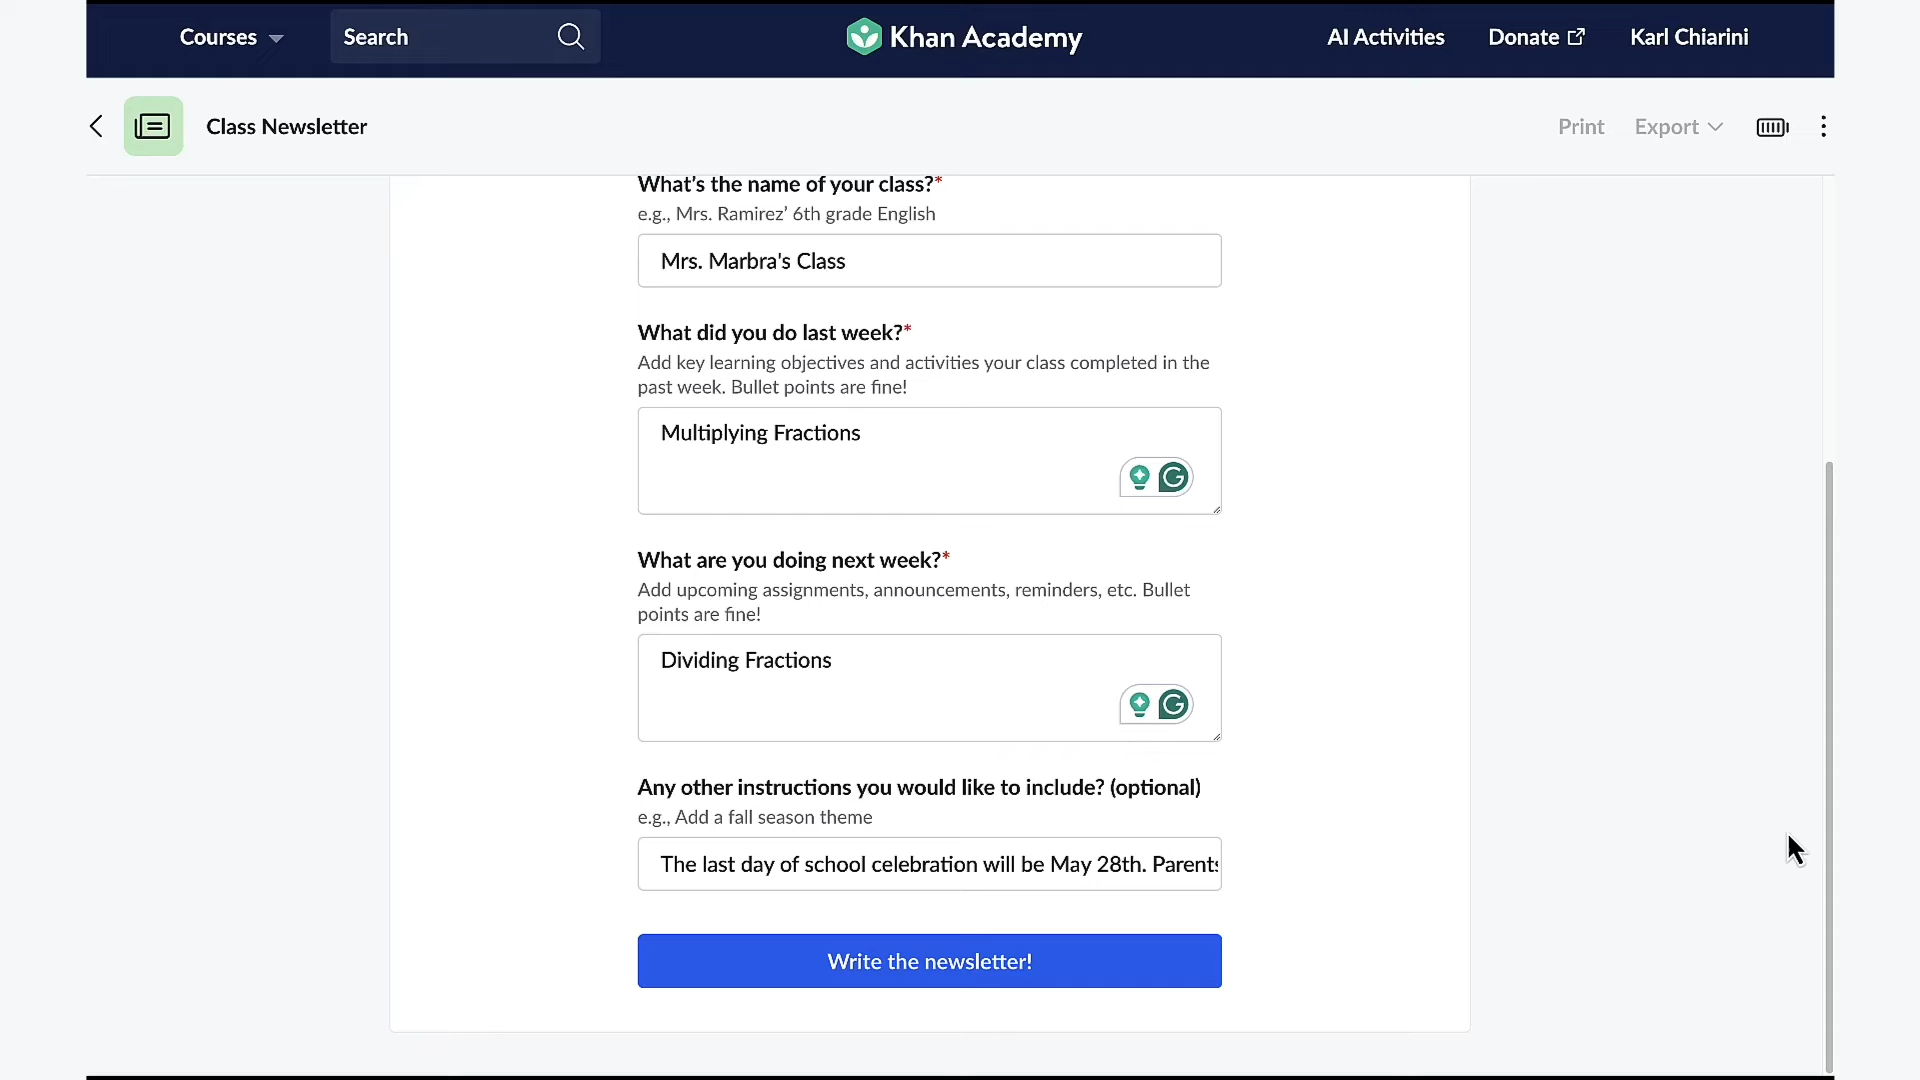 Courses
Search
Khan Academy
AI Activities
Donate
Karl Chiarini
Class Newsletter
Print
Export
What's the name of your class?*
e.g., Mrs. Ramirez’ 6th grade English
Mrs. Marbra's Class
What did you do last week?*
Add key learning objectives and activities your class completed in the
past week. Bullet points are fine!
Multiplying Fractions
What are you doing next week?*
Add upcoming assignments, announcements, reminders, etc. Bullet
points are fine!
Dividing Fractions
Any other instructions you would like to include? (optional)
e.g., Add a fall season theme
The last day of school celebration will be May 28th. Parents
Write the newsletter!